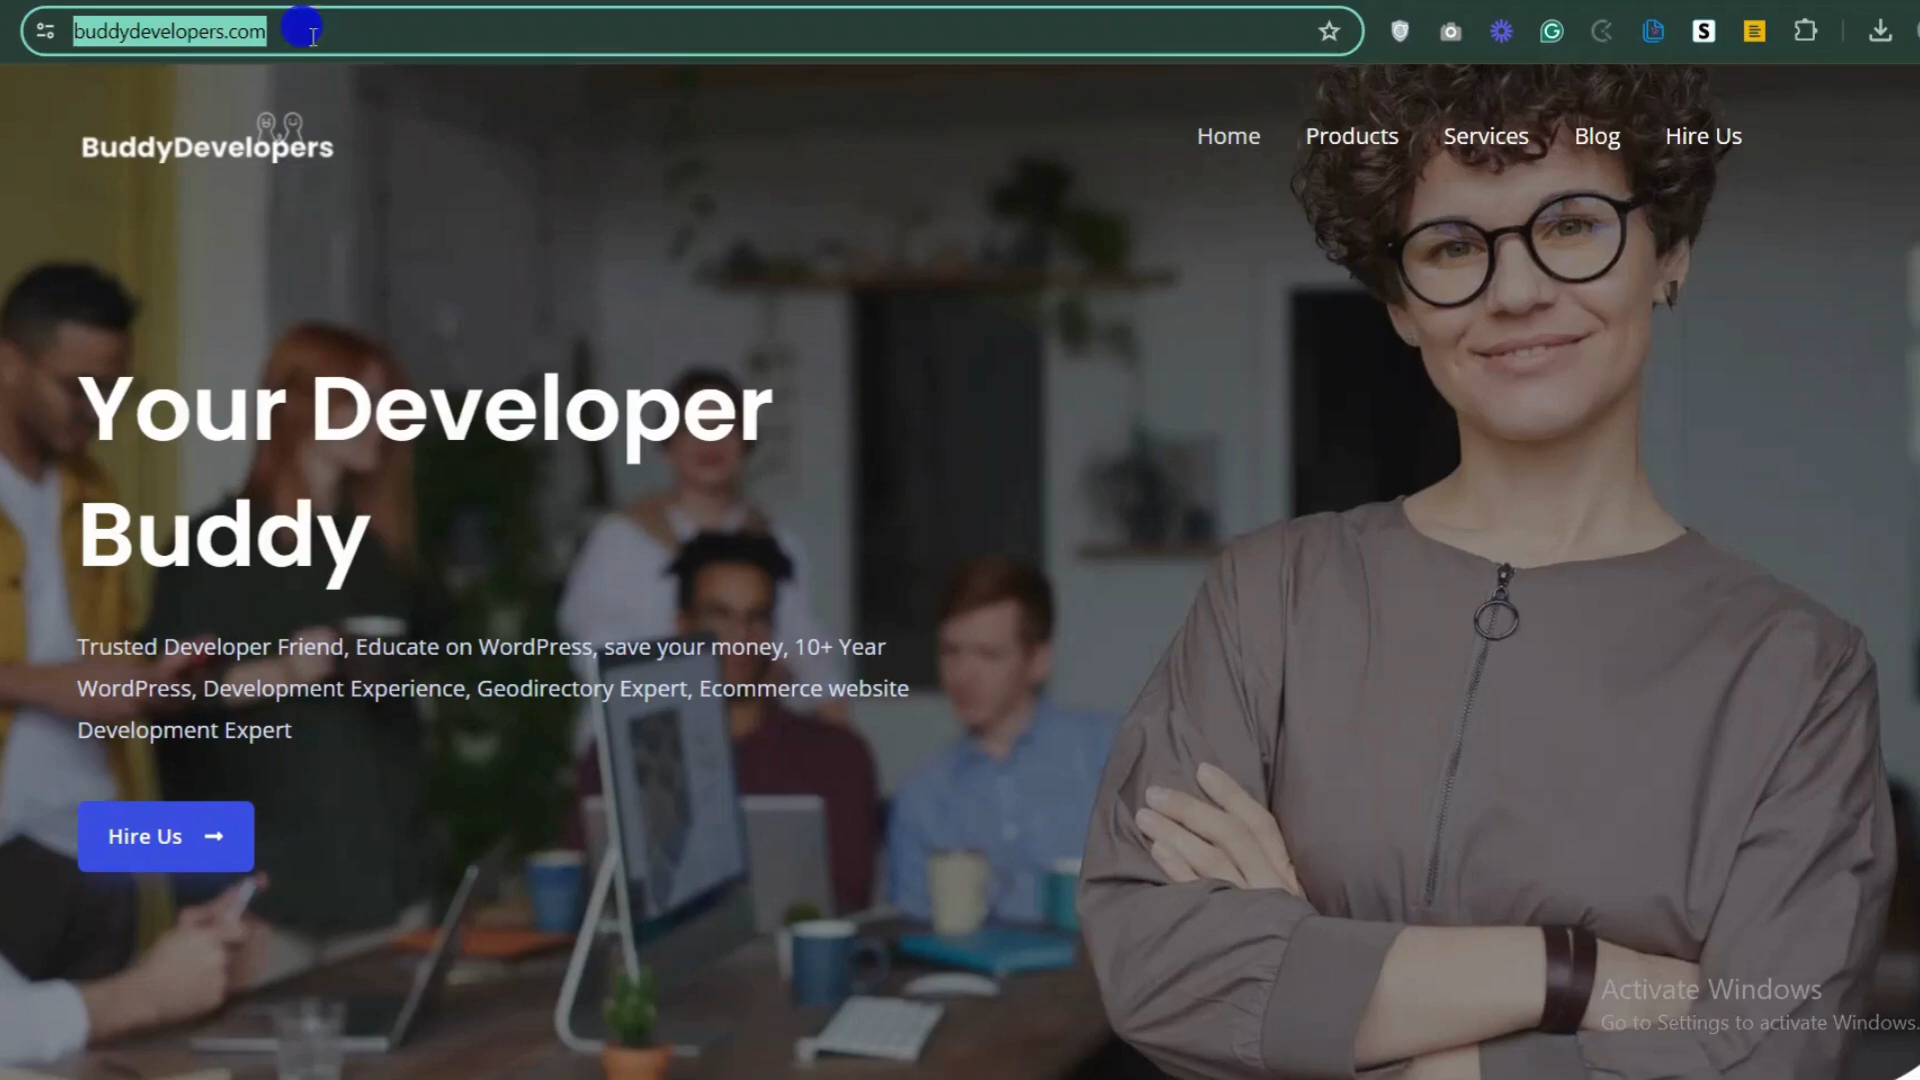 buddydevelopers.com
BuddyDevelopers
Home Products Services Blog Hire Us
Your Developer
Buddy
Trusted Developer Friend, Educate on WordPress, save your money, 10+ Year
WordPress, Development Experience, Geodirectory Expert, Ecommerce website
Development Expert
Hire Us
Activate Windows
Go to Settings to activate Windows.